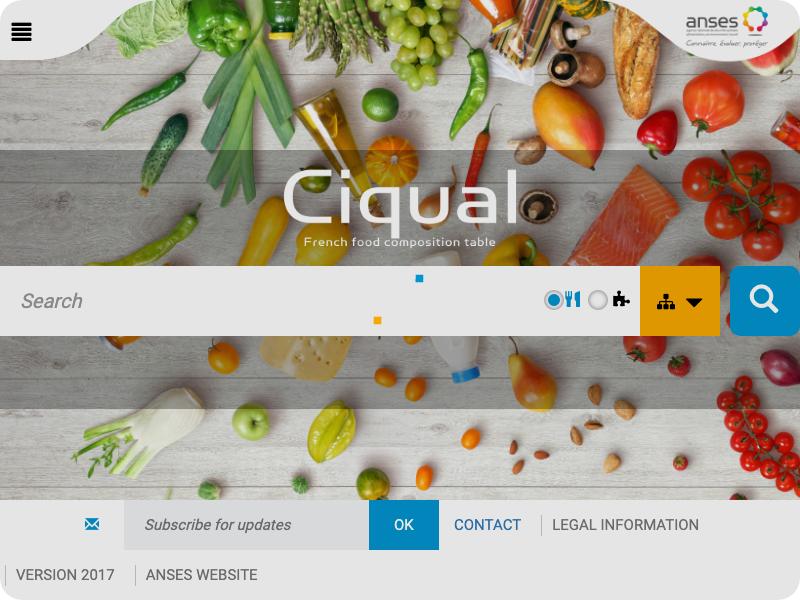 anses
Connaître, évaluer, protéger
Ciqual
French food composition table
Search
Subscribe for updates
OK
CONTACT
LEGAL INFORMATION
VERSION 2017
ANSES WEBSITE